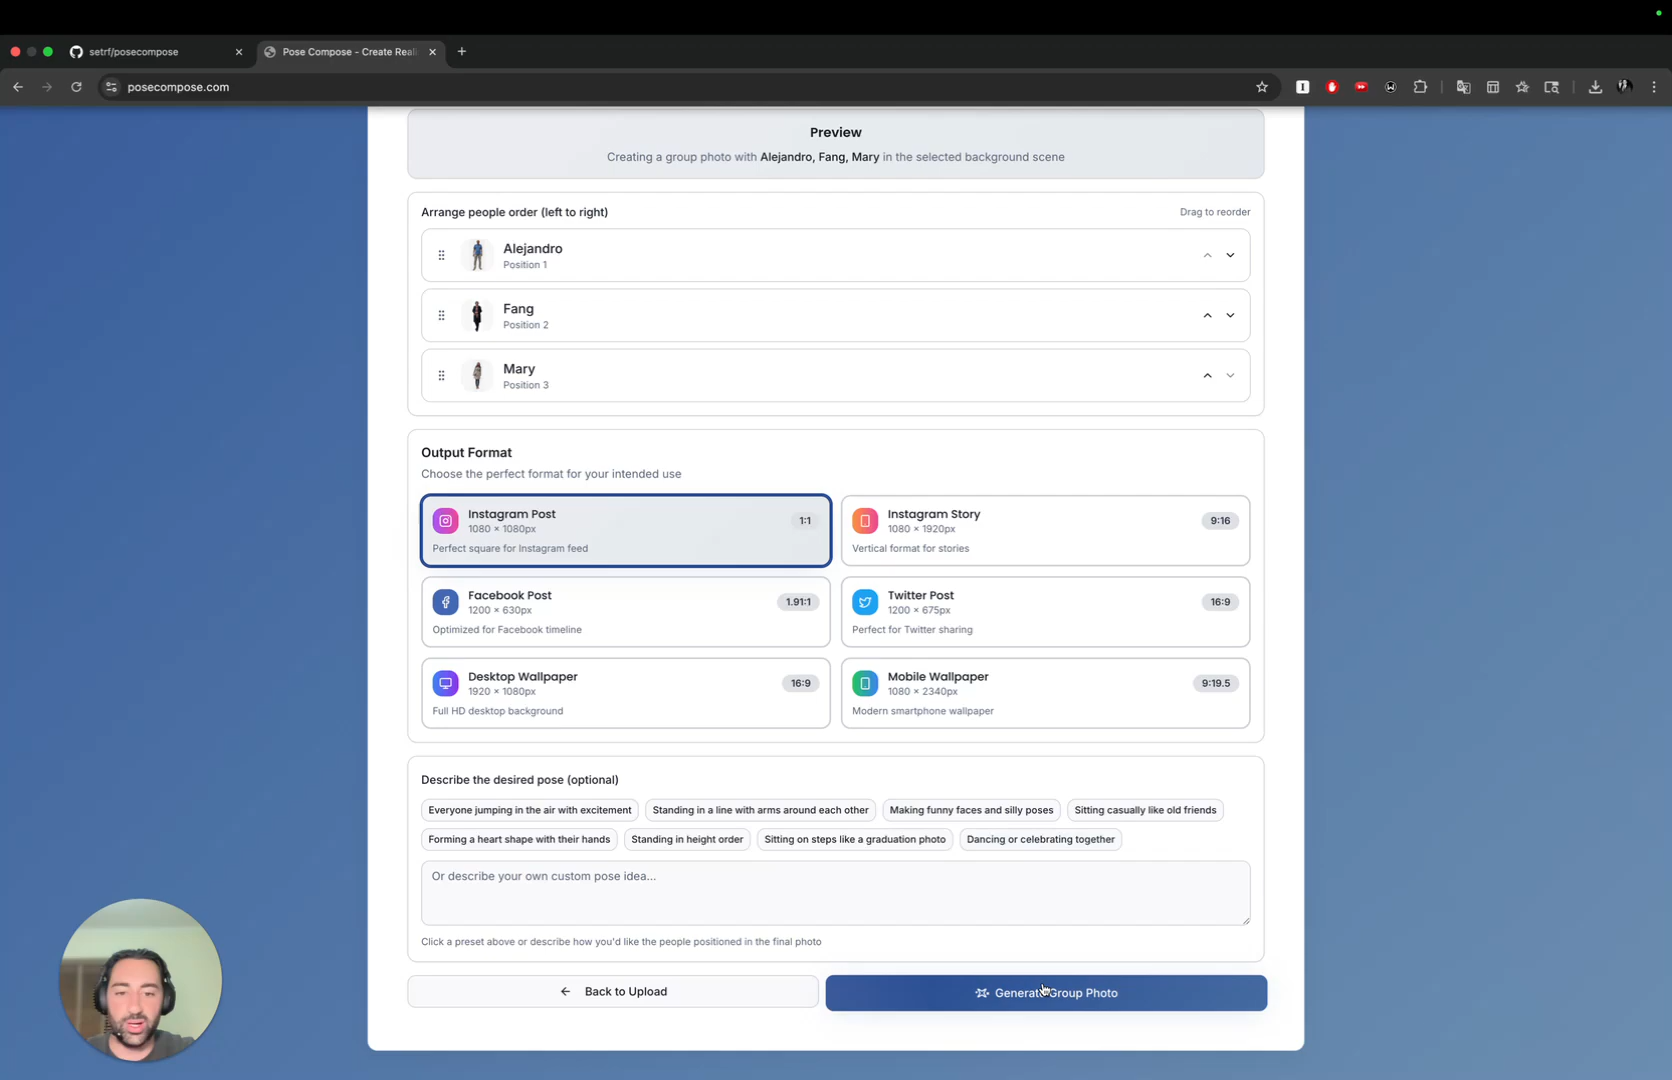 setrf/posecompose
Pose Compose - Create Reali
posecompose.com
Preview
Creating a group photo with Alejandro, Fang, Mary in the selected background scene
Arrange people order (left to right)
Drag to reorder
Alejandro
Position 1
Fang
Position 2
Mary
Position 3
Output Format
Choose the perfect format for your intended use
Instagram Post
1080 × 1080px
1:1
Perfect square for Instagram feed
Instagram Story
1080 × 1920px
9:16
Vertical format for stories
Facebook Post
1200 × 630px
1.91:1
Optimized for Facebook timeline
Twitter Post
1200 × 675px
16:9
Perfect for Twitter sharing
Desktop Wallpaper
1920 × 1080px
16:9
Full HD desktop background
Mobile Wallpaper
1080 × 2340px
9:19.5
Modern smartphone wallpaper
Describe the desired pose (optional)
Everyone jumping in the air with excitement
Standing in a line with arms around each other
Making funny faces and silly poses
Sitting casually like old friends
Forming a heart shape with their hands
Standing in height order
Sitting on steps like a graduation photo
Dancing or celebrating together
Or describe your own custom pose idea...
Click a preset above or describe how you'd like the people positioned in the final photo
Back to Upload
Generate Group Photo